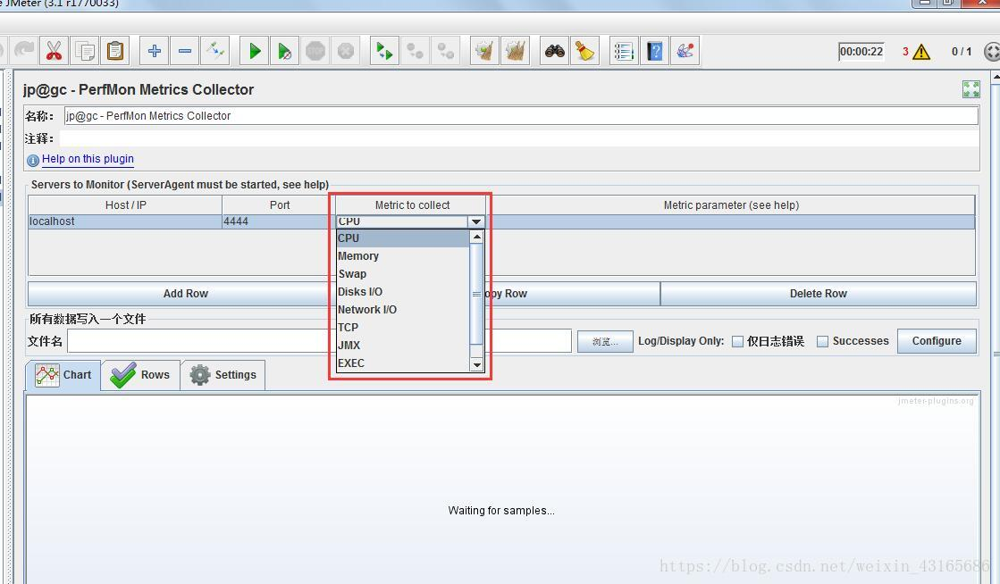 JMeter (3.1 r1770033)
STOP
00:00:22 3 0 / 1
jp@gc - PerfMon Metrics Collector
名称： jp@gc - PerfMon Metrics Collector
注释：
Help on this plugin
Servers to Monitor (ServerAgent must be started, see help)
Host / IP Port Metric to collect Metric parameter (see help)
localhost 4444 CPU
CPU
Memory
Swap
Disks I/O
Network I/O
TCP
JMX
EXEC
Add Row opy Row Delete Row
所有数据写入一个文件
文件名 浏览... Log/Display Only: 仅日志错误 Successes Configure
Chart Rows Settings
jmeter-plugins.org
Waiting for samples...
https://blog.csdn.net/weixin_43165686